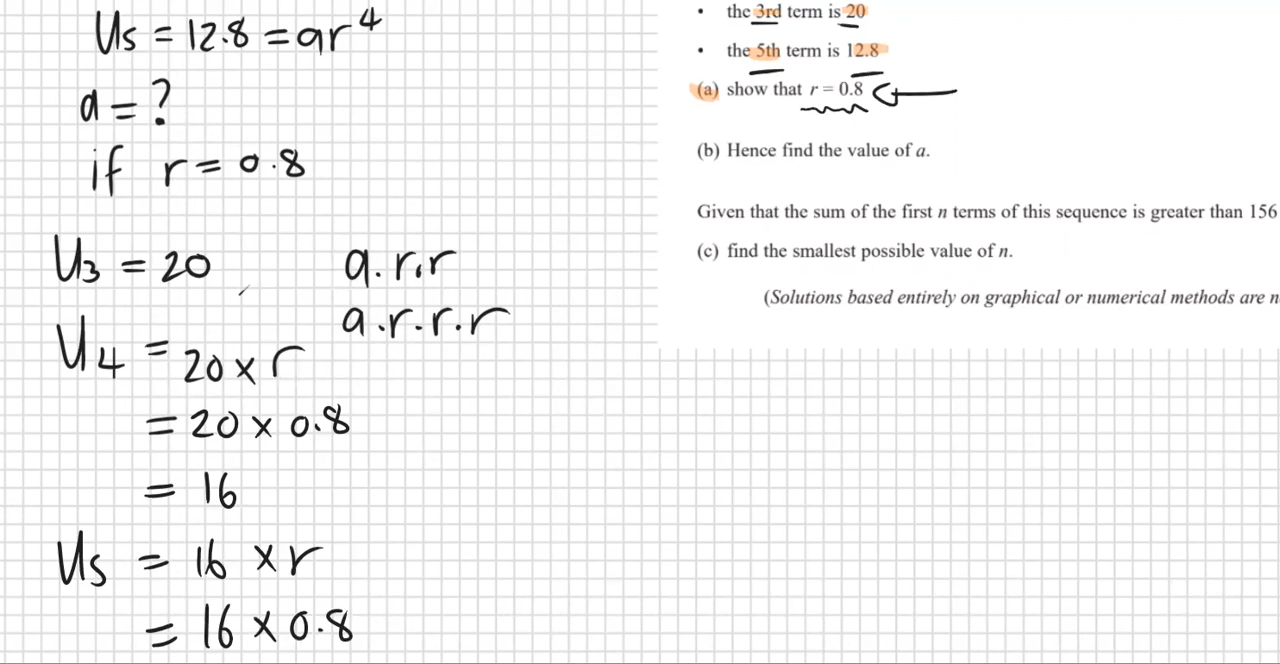 U5 = 12.8 = ar^4
a = ?
if r = 0.8
U3 = 20
a.r.r
U4 = 20 × r
a.r.r.r
= 20 × 0.8
= 16
U5 = 16 × r
= 16 × 0.8
• the 3rd term is 20
• the 5th term is 12.8
(a) show that r = 0.8
(b) Hence find the value of a.
Given that the sum of the first n terms of this sequence is greater than 156
(c) find the smallest possible value of n.
(Solutions based entirely on graphical or numerical methods are n